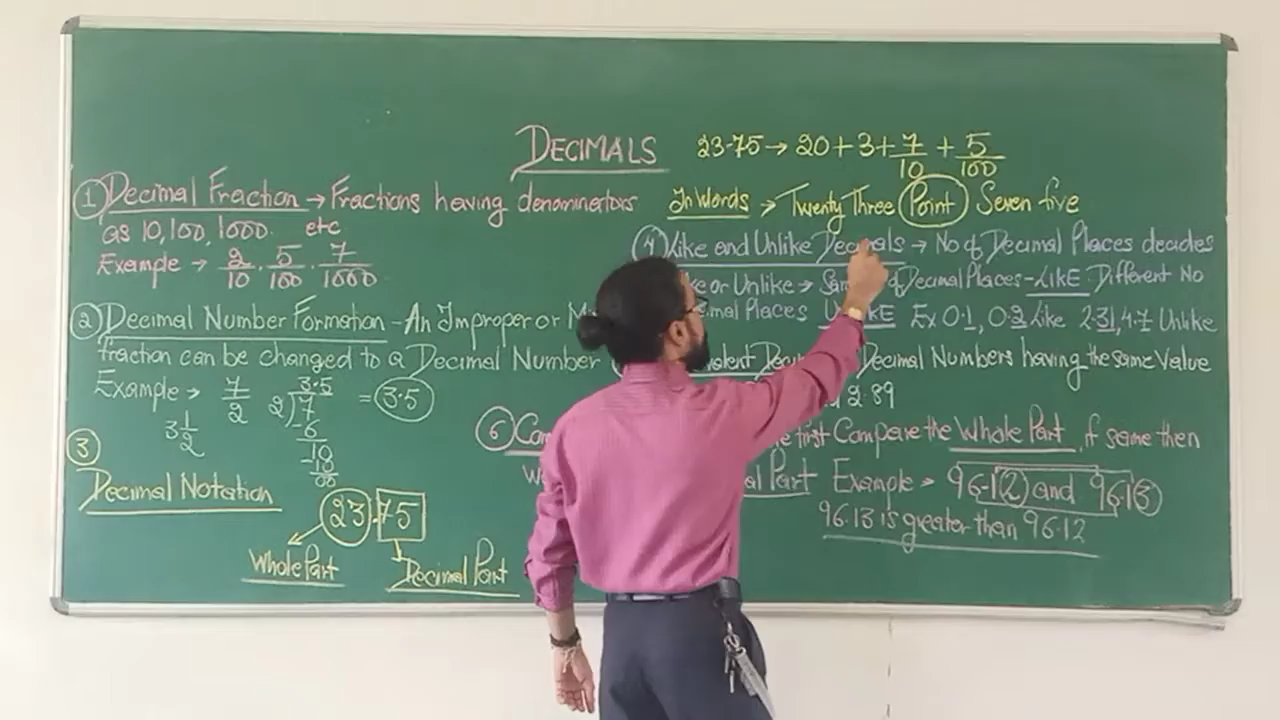 DECIMALS
23.75 → 20 + 3 + 7/10 + 5/100
In Words → Twenty Three Point Seven five
① Decimal Fraction → Fractions having denominators
as 10, 100, 1000. etc
Example → 2/10, 5/100, 7/1000
② Decimal Number Formation - An Improper or
fraction can be changed to a Decimal Number
Example → 7/2 2)7 3.5 = 3.5
3 1/2 -6
10
-10
00
③
Decimal Notation
23.75
Whole Part Decimal Part
④ Like and Unlike Decimals → No of Decimal Places decides
or Unlike → of Decimal Places - LIKE. Different No
Places Ex 0.1, 0.3 Like 2.31, 4.7 Unlike
Decimal Numbers having the same Value
2.89
⑥ first Compare the Whole Part, if same then
Part Example → 96.12 and 96.13
96.13 is greater than 96.12